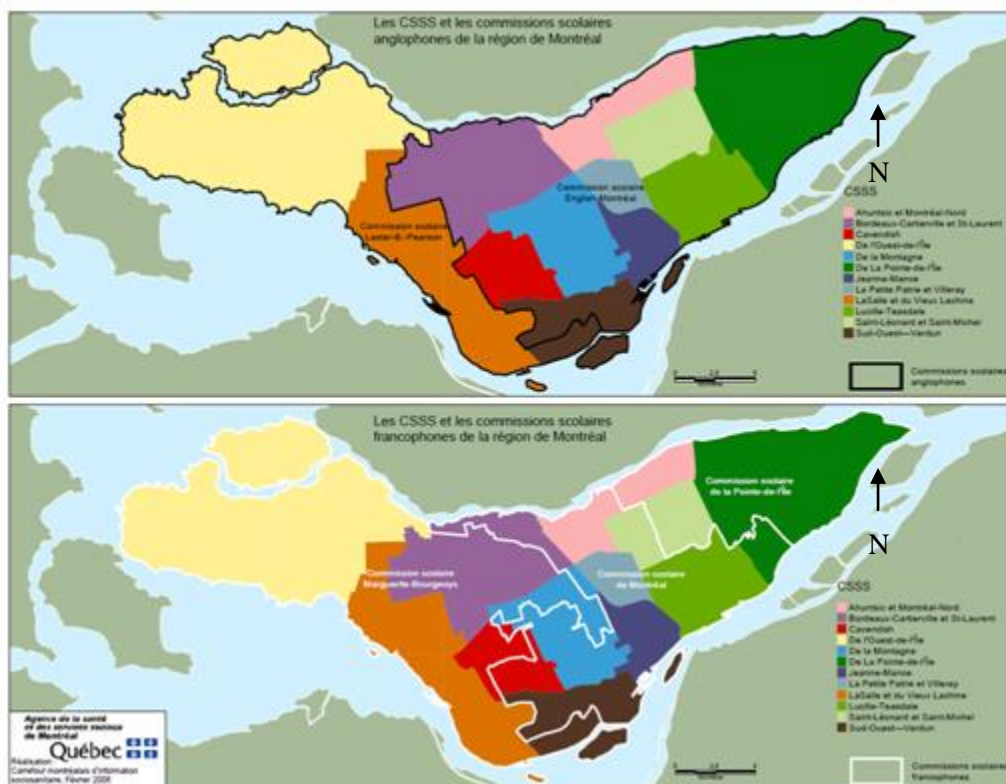 Les CSSS et les commissions scolaires
anglophones de la région de Montréal
N
Commission scolaire
English-Montréal
Commission scolaire
Lester-B.-Pearson
CSSS
Ahuntsic et Montréal-Nord
Bordeaux-Cartierville et St-Laurent
Cavendish
De l'Ouest-de-l'Île
De la Montagne
De La Pointe-de-l'Île
Jeanne-Mance
La Petite Patrie et Villeray
LaSalle et du Vieux Lachine
Lucille-Teasdale
Saint-Léonard et Saint-Michel
Sud-Ouest—Verdun
Commissions scolaires
anglophones
Les CSSS et les commissions scolaires
francophones de la région de Montréal
Commission scolaire
de la Pointe-de-l'Île
N
Commission scolaire
Marguerite-Bourgeoys
Commission scolaire
de Montréal
CSSS
Ahuntsic et Montréal-Nord
Bordeaux-Cartierville et St-Laurent
Cavendish
De l'Ouest-de-l'Île
De la Montagne
De La Pointe-de-l'Île
Jeanne-Mance
La Petite Patrie et Villeray
LaSalle et du Vieux Lachine
Lucille-Teasdale
Saint-Léonard et Saint-Michel
Sud-Ouest—Verdun
Commissions scolaires
francophones
Agence de la santé
et des services sociaux
de Montréal
Québec
Réalisation
Carrefour montréalais d'information
sociosanitaire, Février 2008